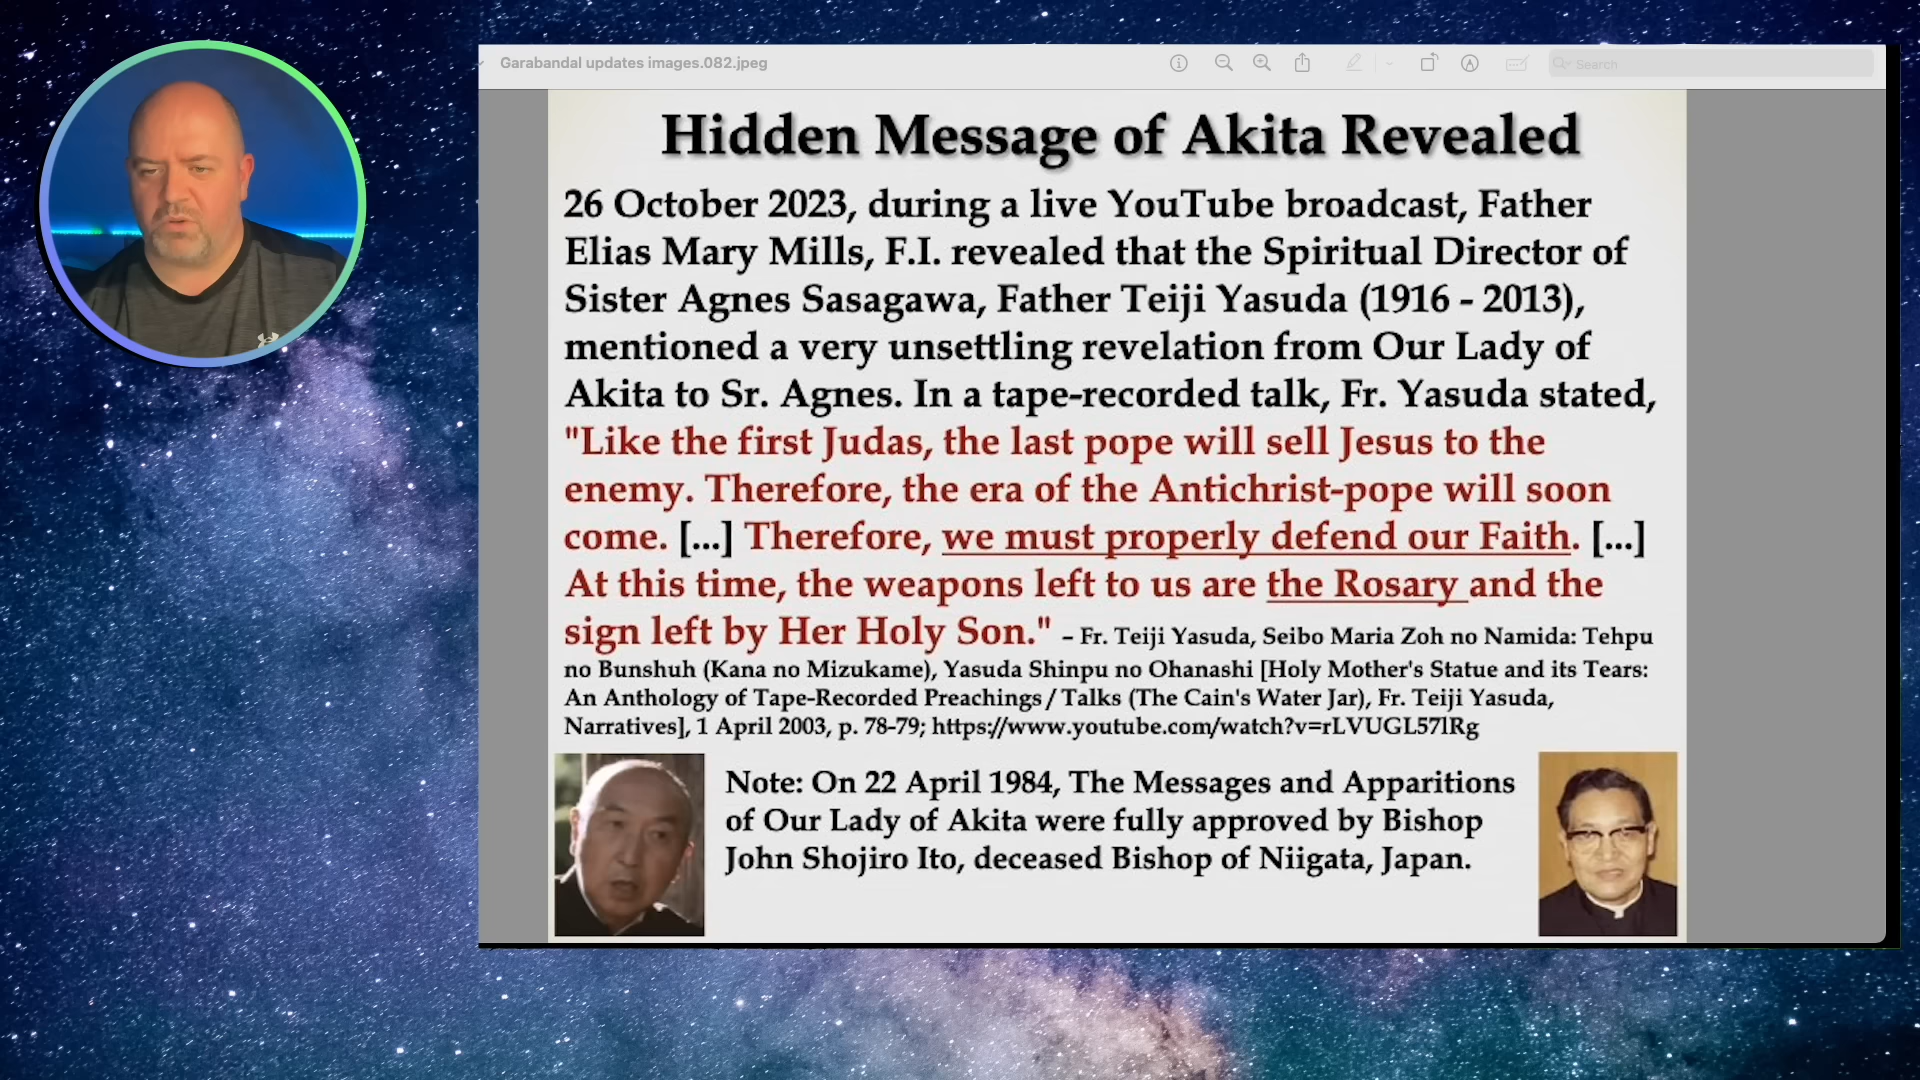 Garabandal updates images.082.jpeg
Search
Hidden Message of Akita Revealed
26 October 2023, during a live YouTube broadcast, Father
Elias Mary Mills, F.I. revealed that the Spiritual Director of
Sister Agnes Sasagawa, Father Teiji Yasuda (1916 - 2013),
mentioned a very unsettling revelation from Our Lady of
Akita to Sr. Agnes. In a tape-recorded talk, Fr. Yasuda stated,
"Like the first Judas, the last pope will sell Jesus to the
enemy. Therefore, the era of the Antichrist-pope will soon
come. [...] Therefore, we must properly defend our Faith. [...]
At this time, the weapons left to us are the Rosary and the
sign left by Her Holy Son." – Fr. Teiji Yasuda, Seibo Maria Zoh no Namida: Tehpu
no Bunshuh (Kana no Mizukame), Yasuda Shinpu no Ohanashi [Holy Mother's Statue and its Tears:
An Anthology of Tape-Recorded Preachings / Talks (The Cain's Water Jar), Fr. Teiji Yasuda,
Narratives], 1 April 2003, p. 78-79; https://www.youtube.com/watch?v=rLVUGL57lRg
Note: On 22 April 1984, The Messages and Apparitions
of Our Lady of Akita were fully approved by Bishop
John Shojiro Ito, deceased Bishop of Niigata, Japan.